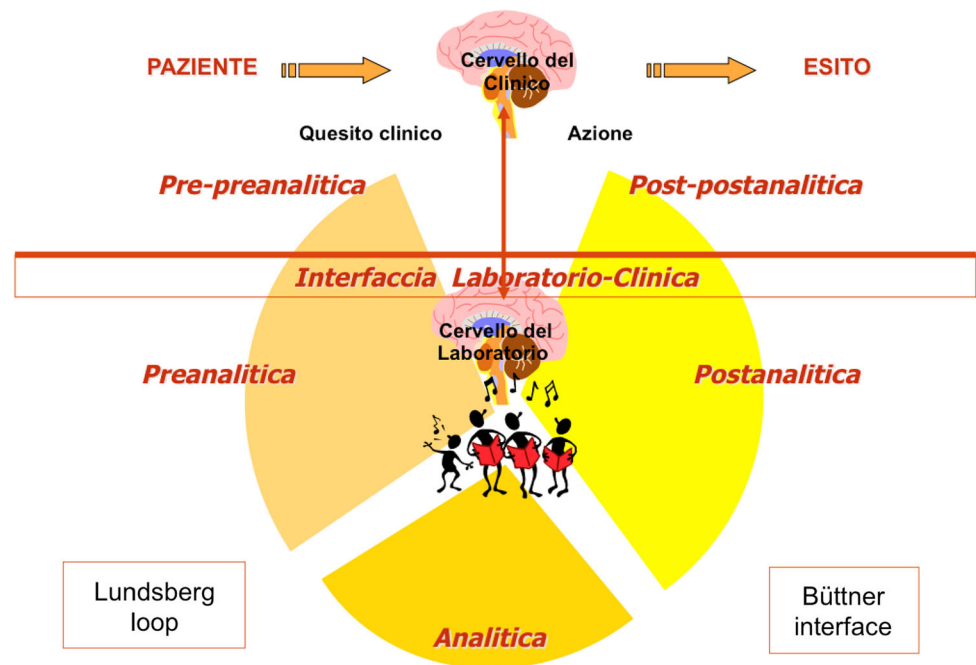 PAZIENTE
Cervello del
Clinico
ESITO
Quesito clinico
Azione
Pre-preanalitica
Post-postanalitica
Interfaccia Laboratorio-Clinica
Cervello del
Laboratorio
Preanalitica
Postanalitica
Lundsberg
loop
Analitica
Büttner
interface